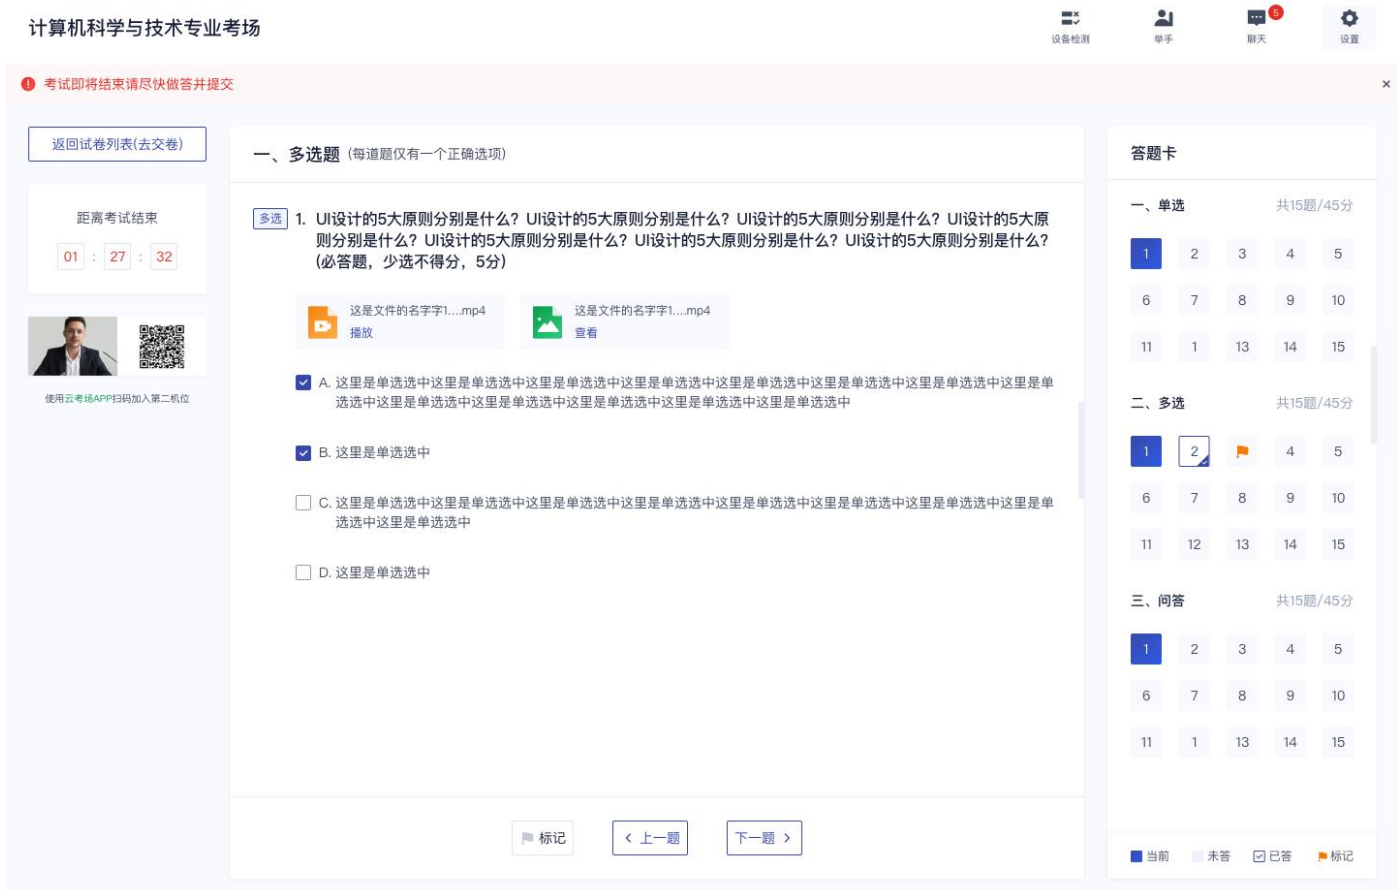 计算机科学与技术专业考场
设备检测
举手
5
聊天
设置
考试即将结束请尽快做答并提交
返回试卷列表(去交卷)
距离考试结束
01 : 27 : 32
使用云考场APP扫码加入第二机位
一、多选题 (每道题仅有一个正确选项)
多选 1. UI设计的5大原则分别是什么？UI设计的5大原则分别是什么？UI设计的5大原则分别是什么？UI设计的5大原
则分别是什么？UI设计的5大原则分别是什么？UI设计的5大原则分别是什么？UI设计的5大原则分别是什么？
(必答题，少选不得分，5分)
这是文件的名字字1....mp4
播放
这是文件的名字字1....mp4
查看
A. 这里是单选选中这里是单选选中这里是单选选中这里是单选选中这里是单选选中这里是单选选中这里是单选选中这里是单
选选中这里是单选选中这里是单选选中这里是单选选中这里是单选选中这里是单选选中
B. 这里是单选选中
C. 这里是单选选中这里是单选选中这里是单选选中这里是单选选中这里是单选选中这里是单选选中这里是单选选中这里是单
选选中这里是单选选中
D. 这里是单选选中
标记
上一题
下一题
答题卡
一、单选 共15题/45分
1 2 3 4 5
6 7 8 9 10
11 1 13 14 15
二、多选 共15题/45分
1 2 4 5
6 7 8 9 10
11 12 13 14 15
三、问答 共15题/45分
1 2 3 4 5
6 7 8 9 10
11 1 13 14 15
当前 未答 已答 标记